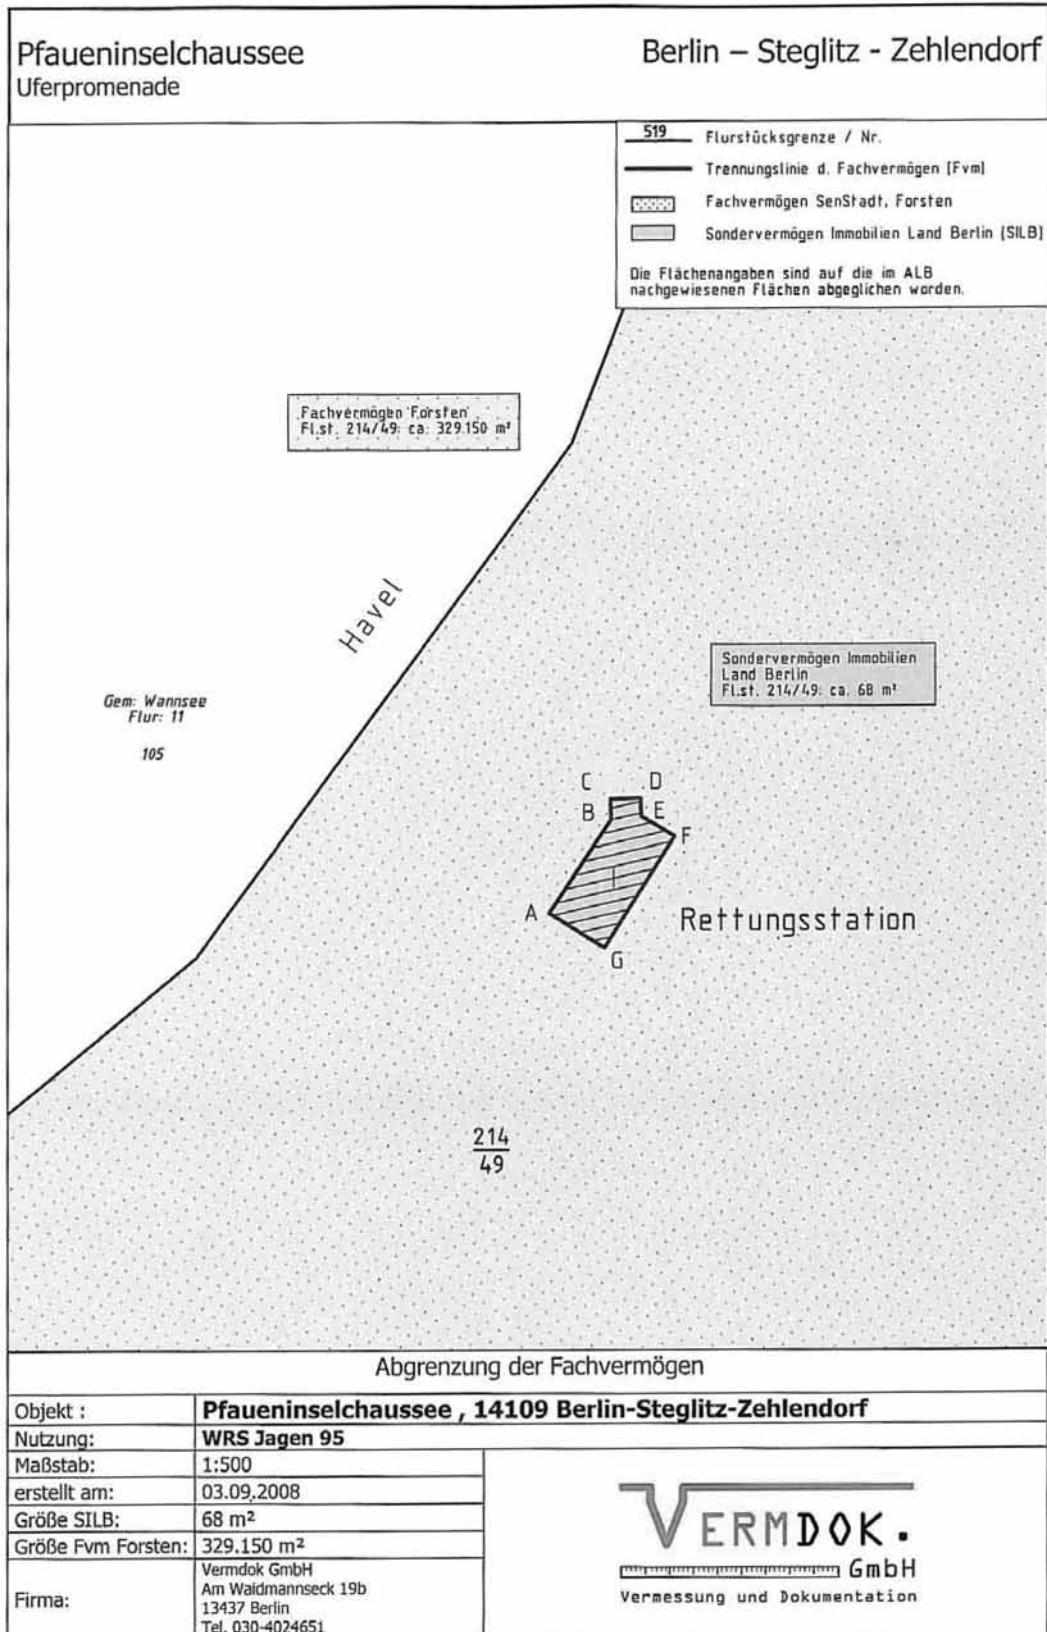 Pfaueninselchaussee
Uferpromenade
Berlin – Steglitz - Zehlendorf
519 Flurstücksgrenze / Nr.
Trennungslinie d. Fachvermögen (Fvm)
Fachvermögen SenStadt, Forsten
Sondervermögen Immobilien Land Berlin (SILB)
Die Flächenangaben sind auf die im ALB
nachgewiesenen Flächen abgeglichen worden.
Fachvermögen Forsten
Fl.st. 214/49: ca. 329.150 m²
Havel
Sondervermögen Immobilien
Land Berlin
Fl.st. 214/49: ca. 68 m²
Gem: Wannsee
Flur: 11
105
C D
B E
F
I
A
Rettungsstation
G
214
49
Abgrenzung der Fachvermögen
Objekt : Pfaueninselchaussee , 14109 Berlin-Steglitz-Zehlendorf
Nutzung: WRS Jagen 95
Maßstab: 1:500
erstellt am: 03.09.2008
Größe SILB: 68 m²
Größe Fvm Forsten: 329.150 m²
Firma: Vermdok GmbH
Am Waidmannseck 19b
13437 Berlin
Tel. 030-4024651
VERMDOK.
GmbH
Vermessung und Dokumentation